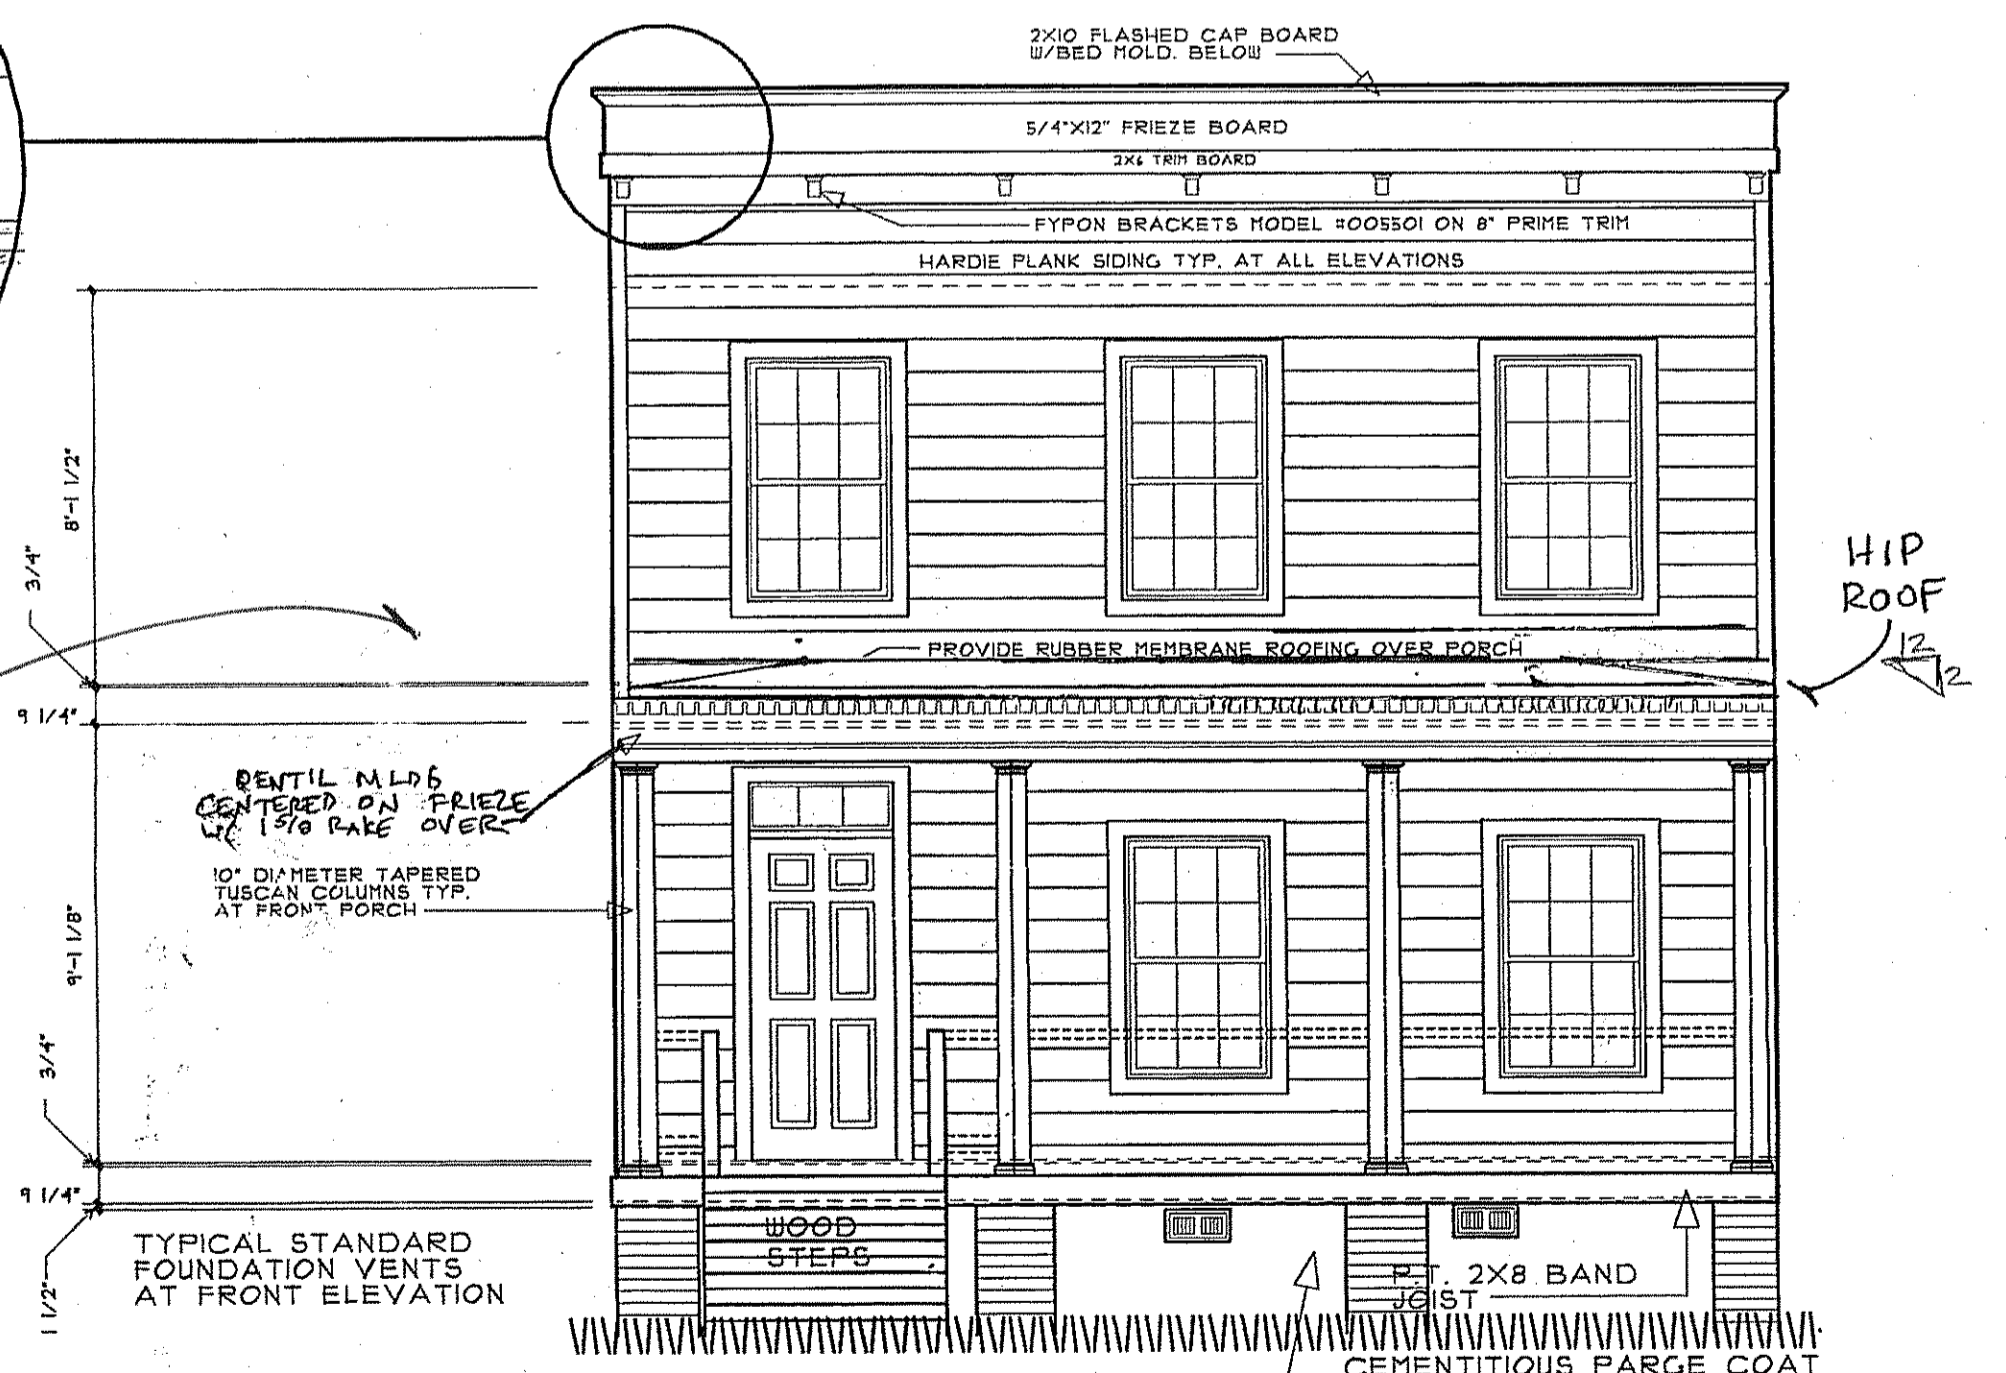 2X10 FLASHED CAP BOARD
W/BED MOLD. BELOW
5/4"X12" FRIEZE BOARD
2X6 TRIM BOARD
FYPON BRACKETS MODEL #005501 ON 8" PRIME TRIM
HARDIE PLANK SIDING TYP. AT ALL ELEVATIONS
8'-1 1/2"
3/4"
HIP
ROOF
12
2
PROVIDE RUBBER MEMBRANE ROOFING OVER PORCH
9 1/4"
DENTIL MLDG
CENTERED ON FRIEZE
W/ 1 5/8 RAKE OVER
10" DIAMETER TAPERED
TUSCAN COLUMNS TYP.
AT FRONT PORCH
9'-1 1/8"
3/4"
9 1/4"
1 1/2"
TYPICAL STANDARD
FOUNDATION VENTS
AT FRONT ELEVATION
WOOD
STEPS
P.T. 2X8 BAND
JOIST
CEMENTITIOUS PARGE COAT